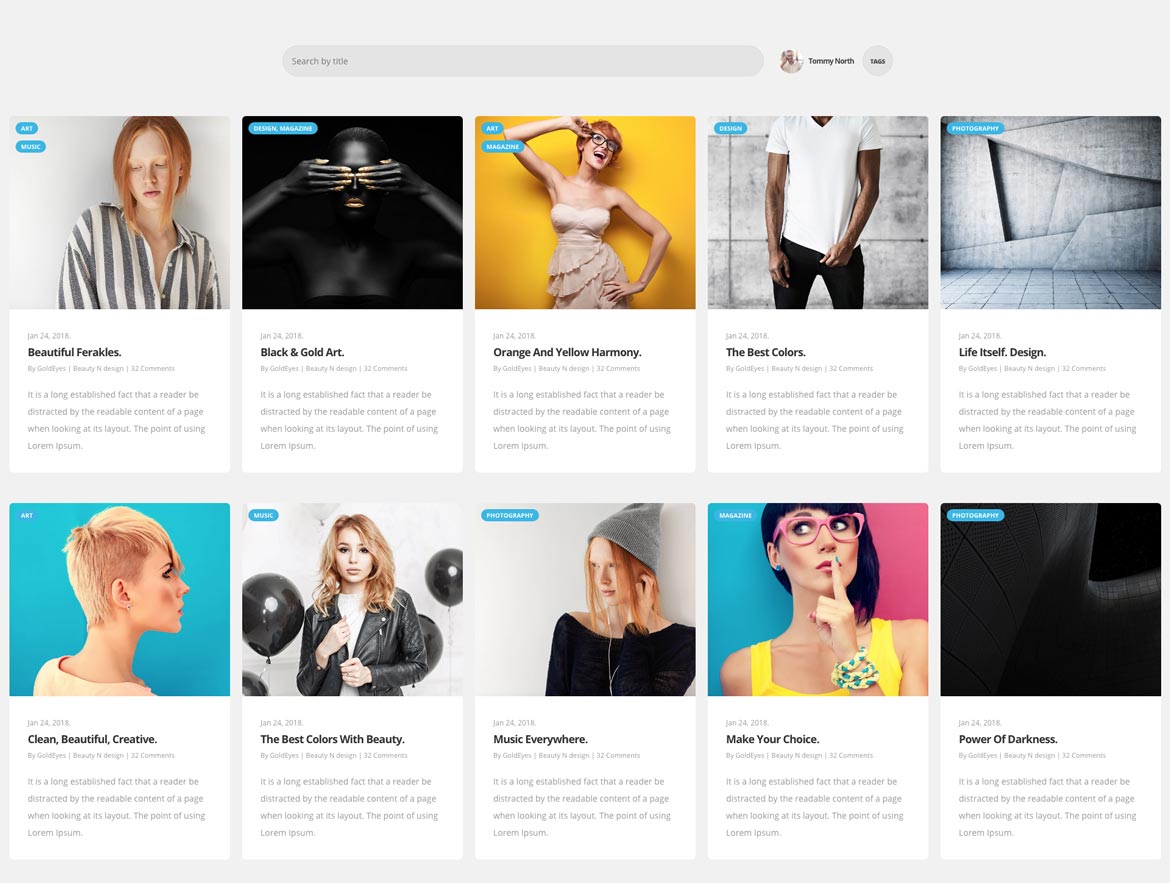 Search by title
Tommy North
TAGS
ART
MUSIC
Jan 24, 2018.
Beautiful Ferakles.
By GoldEyes | Beauty N design | 32 Comments
It is a long established fact that a reader be
distracted by the readable content of a page
when looking at its layout. The point of using
Lorem Ipsum.
DESIGN, MAGAZINE
Jan 24, 2018.
Black & Gold Art.
By GoldEyes | Beauty N design | 32 Comments
It is a long established fact that a reader be
distracted by the readable content of a page
when looking at its layout. The point of using
Lorem Ipsum.
ART
MAGAZINE
Jan 24, 2018.
Orange And Yellow Harmony.
By GoldEyes | Beauty N design | 32 Comments
It is a long established fact that a reader be
distracted by the readable content of a page
when looking at its layout. The point of using
Lorem Ipsum.
DESIGN
Jan 24, 2018.
The Best Colors.
By GoldEyes | Beauty N design | 32 Comments
It is a long established fact that a reader be
distracted by the readable content of a page
when looking at its layout. The point of using
Lorem Ipsum.
PHOTOGRAPHY
Jan 24, 2018.
Life Itself. Design.
By GoldEyes | Beauty N design | 32 Comments
It is a long established fact that a reader be
distracted by the readable content of a page
when looking at its layout. The point of using
Lorem Ipsum.
ART
Jan 24, 2018.
Clean, Beautiful, Creative.
By GoldEyes | Beauty N design | 32 Comments
It is a long established fact that a reader be
distracted by the readable content of a page
when looking at its layout. The point of using
Lorem Ipsum.
MUSIC
Jan 24, 2018.
The Best Colors With Beauty.
By GoldEyes | Beauty N design | 32 Comments
It is a long established fact that a reader be
distracted by the readable content of a page
when looking at its layout. The point of using
Lorem Ipsum.
PHOTOGRAPHY
Jan 24, 2018.
Music Everywhere.
By GoldEyes | Beauty N design | 32 Comments
It is a long established fact that a reader be
distracted by the readable content of a page
when looking at its layout. The point of using
Lorem Ipsum.
MAGAZINE
Jan 24, 2018.
Make Your Choice.
By GoldEyes | Beauty N design | 32 Comments
It is a long established fact that a reader be
distracted by the readable content of a page
when looking at its layout. The point of using
Lorem Ipsum.
PHOTOGRAPHY
Jan 24, 2018.
Power Of Darkness.
By GoldEyes | Beauty N design | 32 Comments
It is a long established fact that a reader be
distracted by the readable content of a page
when looking at its layout. The point of using
Lorem Ipsum.